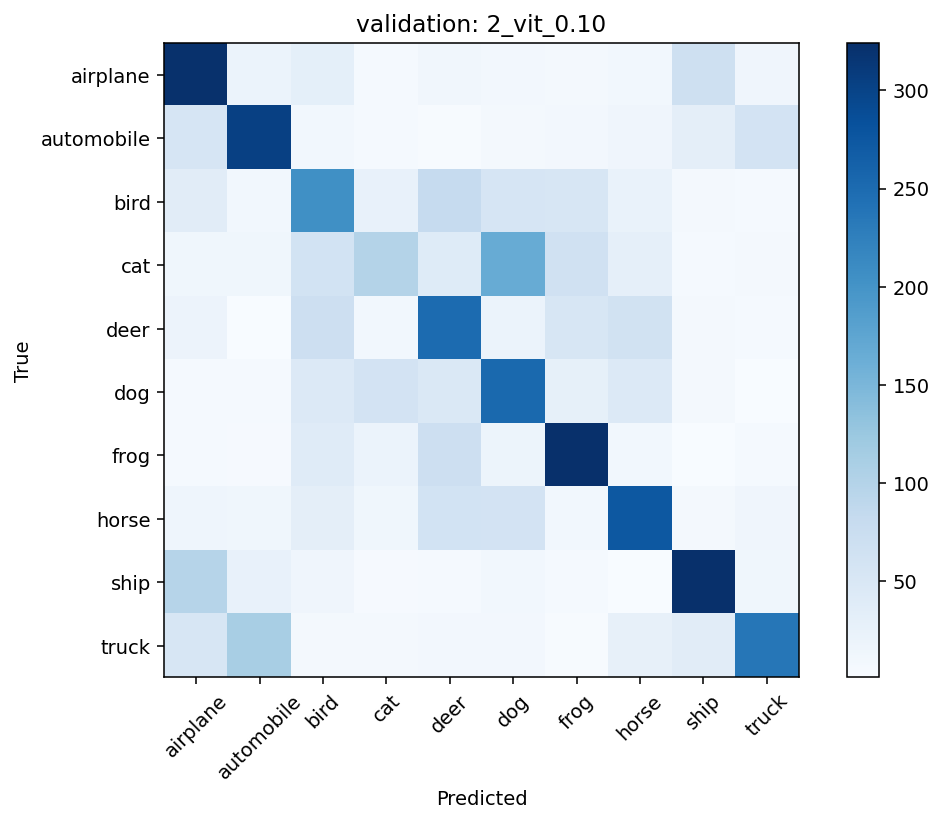 validation: 2_vit_0.10
airplane
automobile
bird
cat
deer
dog
frog
horse
ship
truck
True
airplane
automobile
bird
cat
deer
dog
frog
horse
ship
truck
Predicted
300
250
200
150
100
50